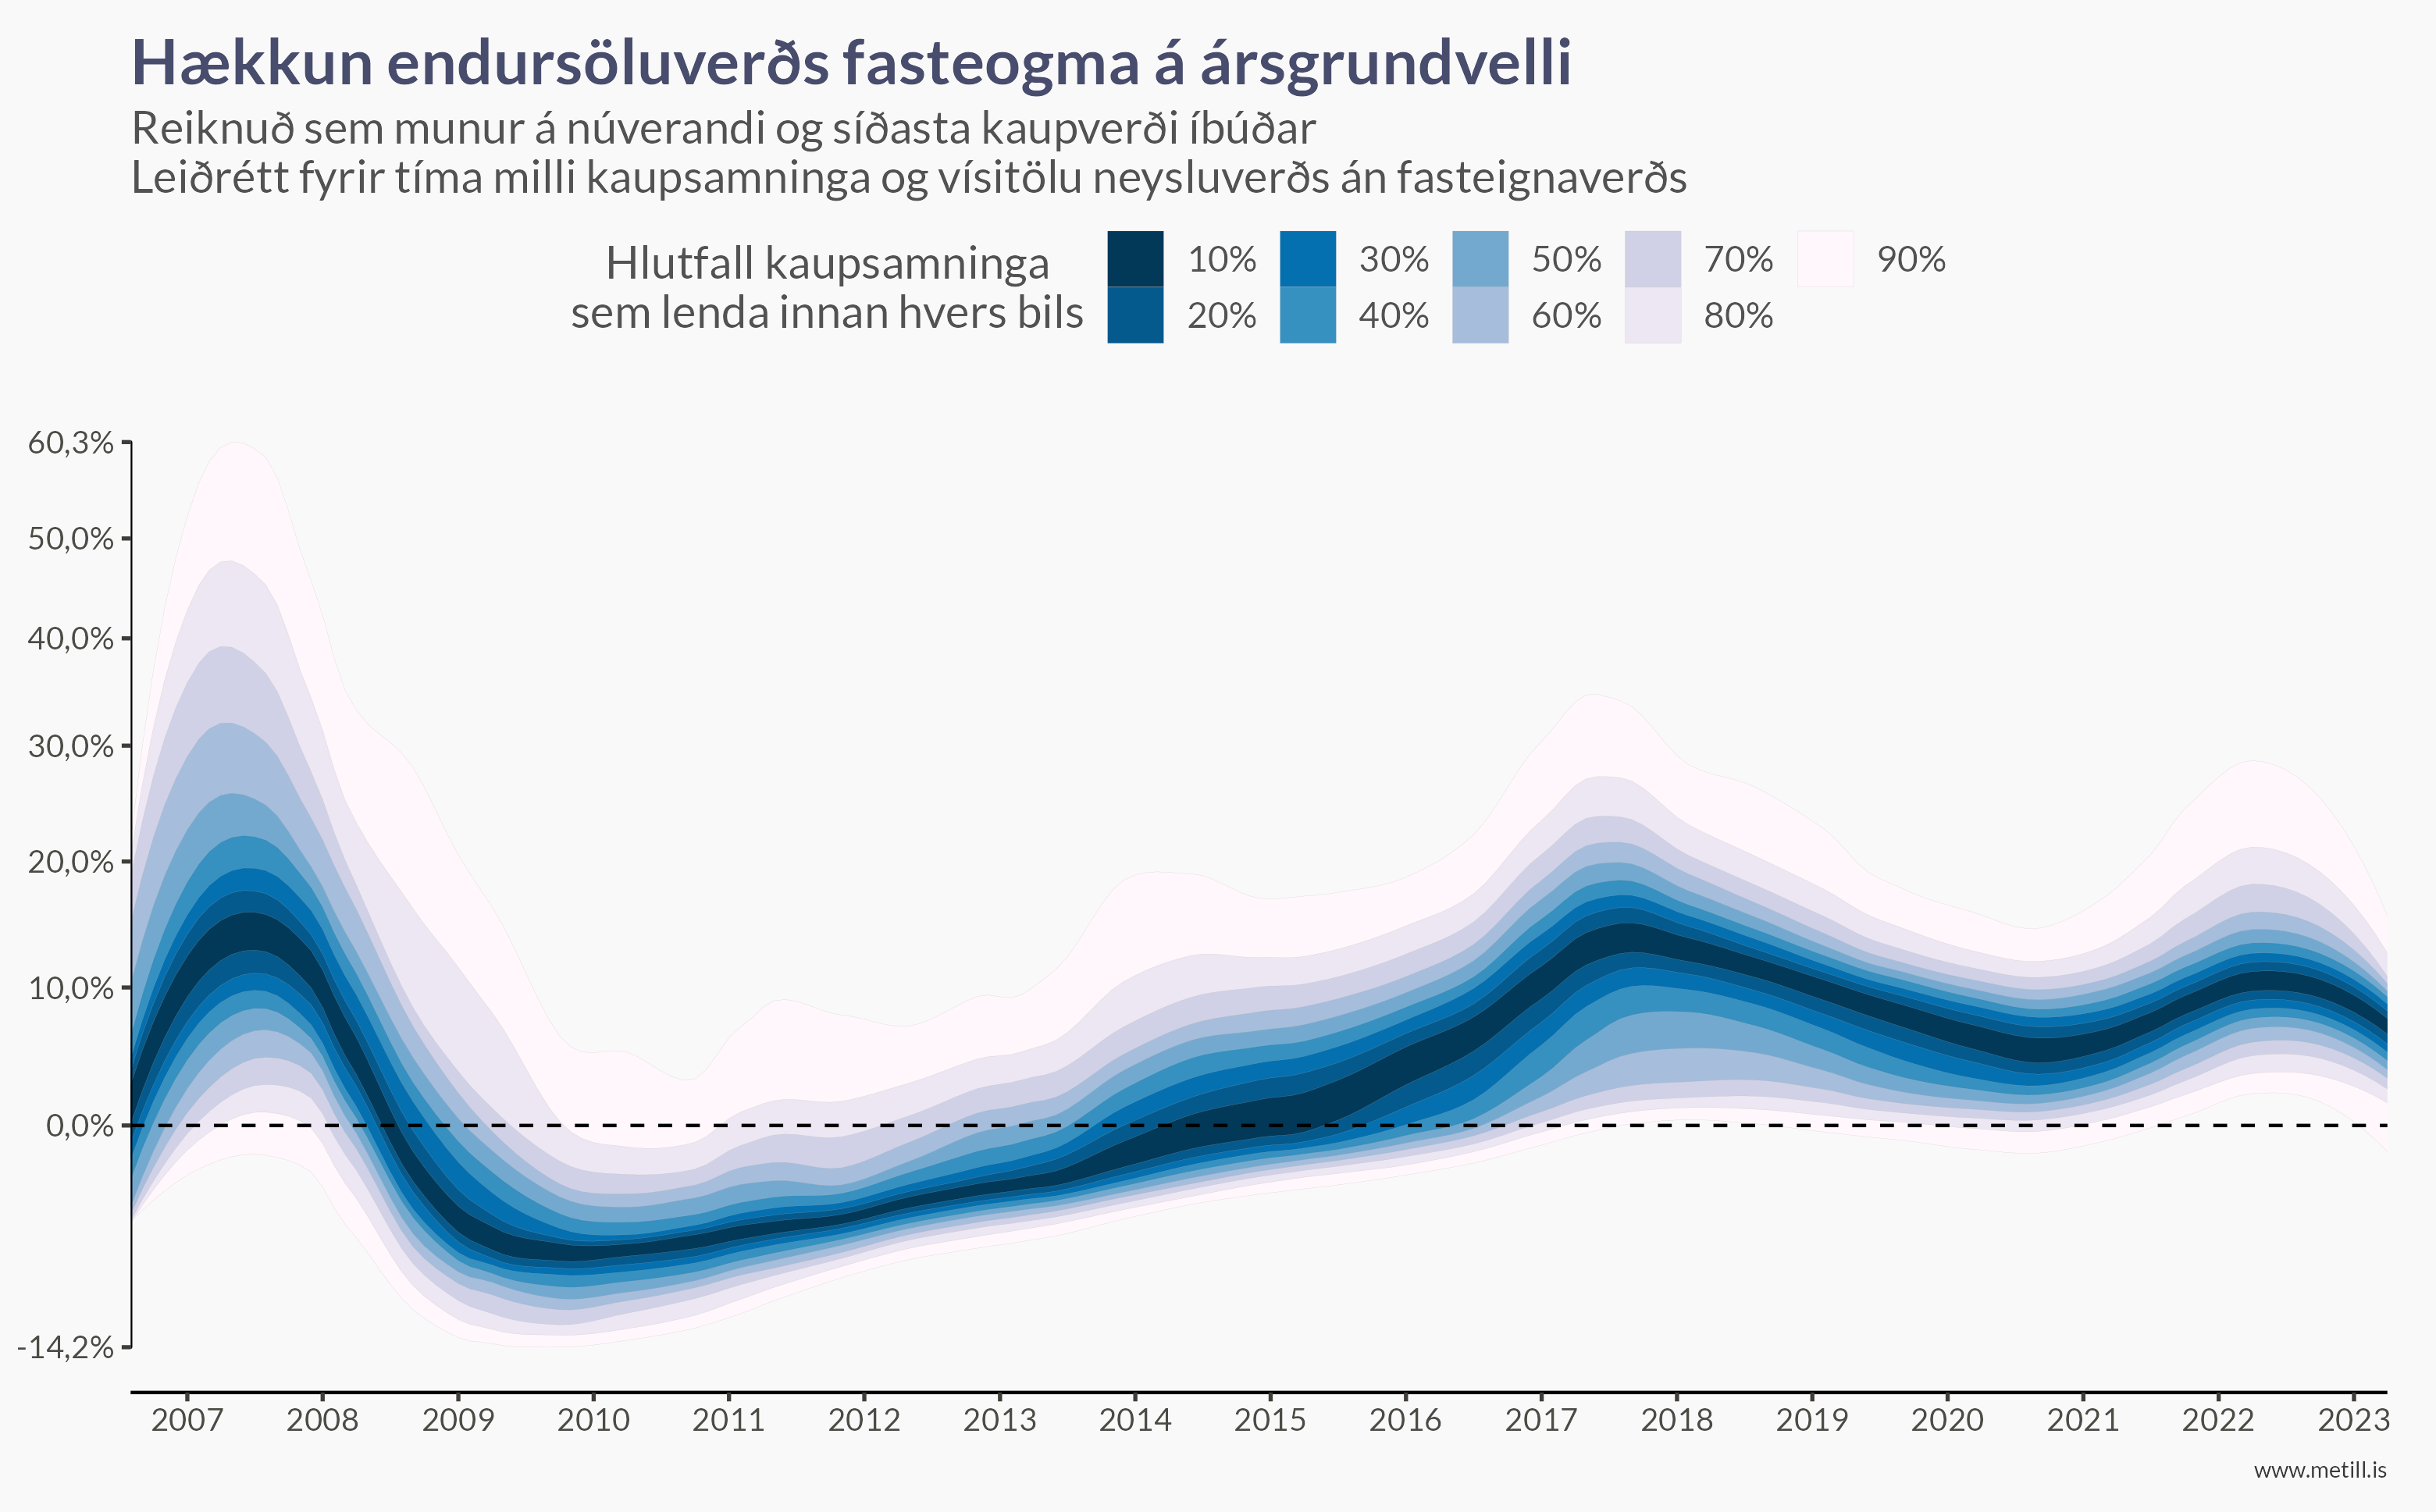 Hækkun endursöluverðs fasteogma á ársgrundvelli
Reiknuð sem munur á núverandi og síðasta kaupverði íbúðar
Leiðrétt fyrir tíma milli kaupsamninga og vísitölu neysluverðs án fasteignaverðs
Hlutfall kaupsamninga
sem lenda innan hvers bils
10% 30% 50% 70% 90%
20% 40% 60% 80%
60,3%
50,0%
40,0%
30,0%
20,0%
10,0%
0,0%
-14,2%
2007 2008 2009 2010 2011 2012 2013 2014 2015 2016 2017 2018 2019 2020 2021 2022 2023
www.metill.is